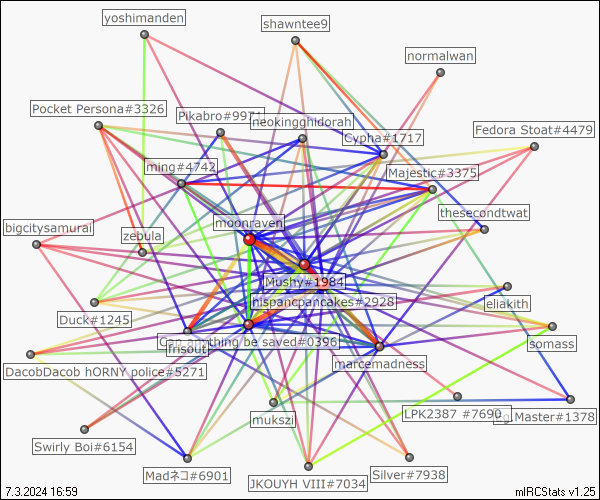 yoshimanden
shawntee9
normalwan
Pocket Persona#3326
Pikabro#9971
neokingghdorah
Cypha#1717
Fedora Stoat#4479
ming#4742
Majestic#3375
thesecondtwat
bigcitysamurai
zebula
moonraven
Mushy#1984
hispancpancakes#2928
eliakith
Duck#1245
Can anything be saved#0396
frisout
somass
DacobDacob hORNY police#5271
marcemadness
LPK2387 #7690
Master#1378
mukszi
Swirly Boi#6154
Madネコ#6901
JKOUYH VIII#7034
Silver#7938
7.3.2024 16:59
mIRCStats v1.25